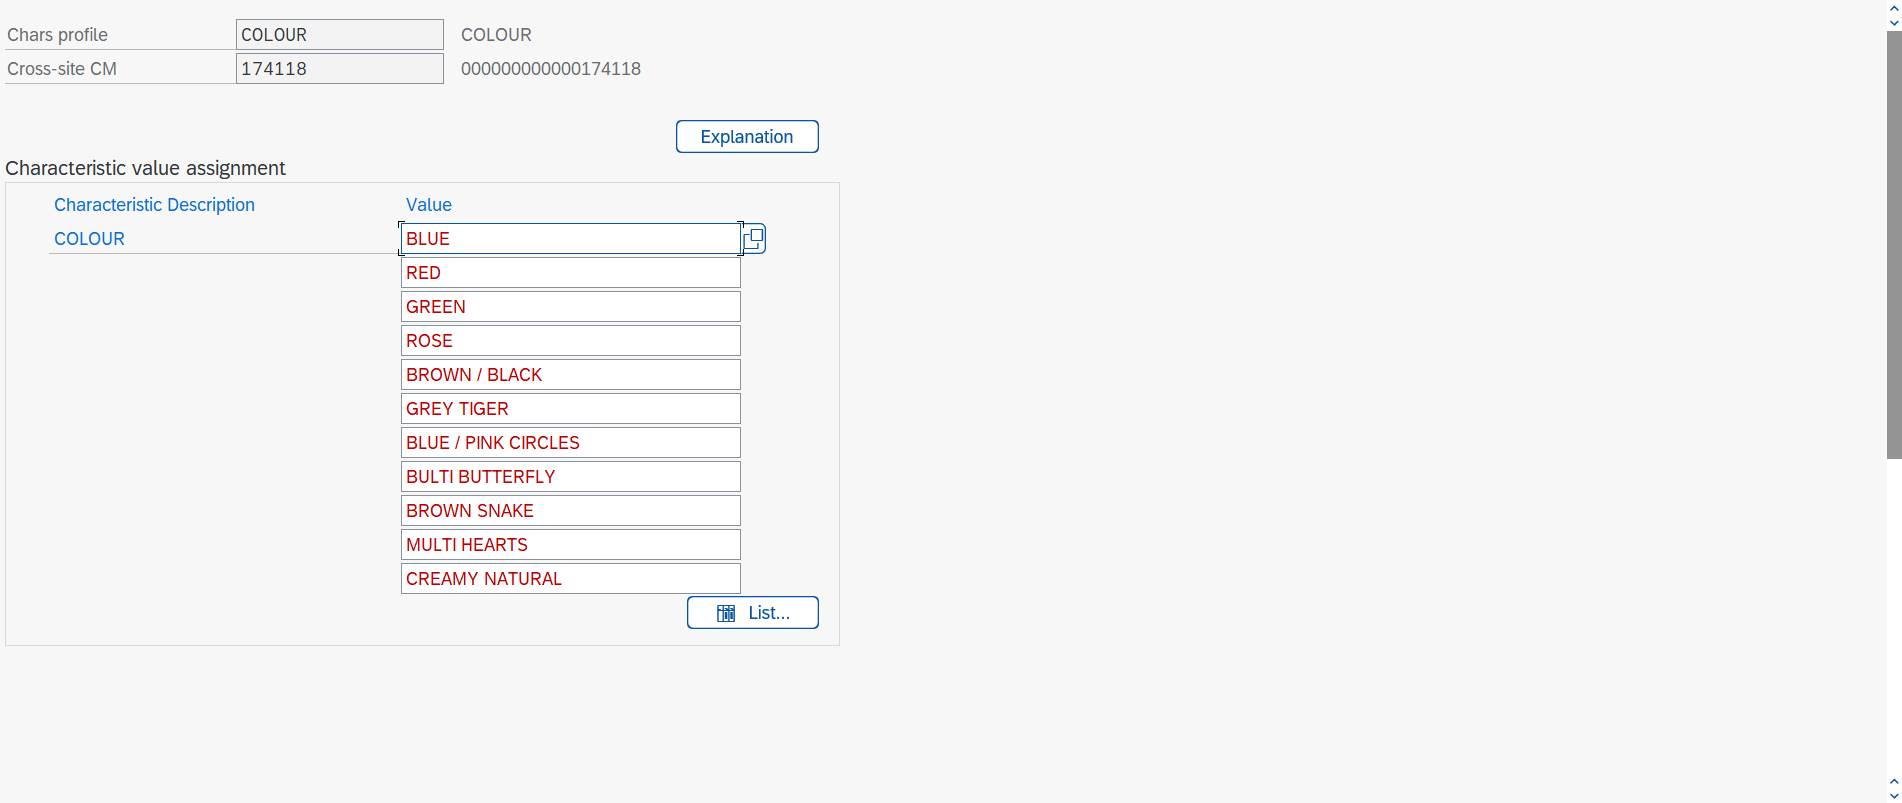 Chars profile COLOUR COLOUR
Cross-site CM 174118 000000000000174118
Explanation
Characteristic value assignment
Characteristic Description Value
COLOUR BLUE
RED
GREEN
ROSE
BROWN / BLACK
GREY TIGER
BLUE / PINK CIRCLES
BULTI BUTTERFLY
BROWN SNAKE
MULTI HEARTS
CREAMY NATURAL
List...